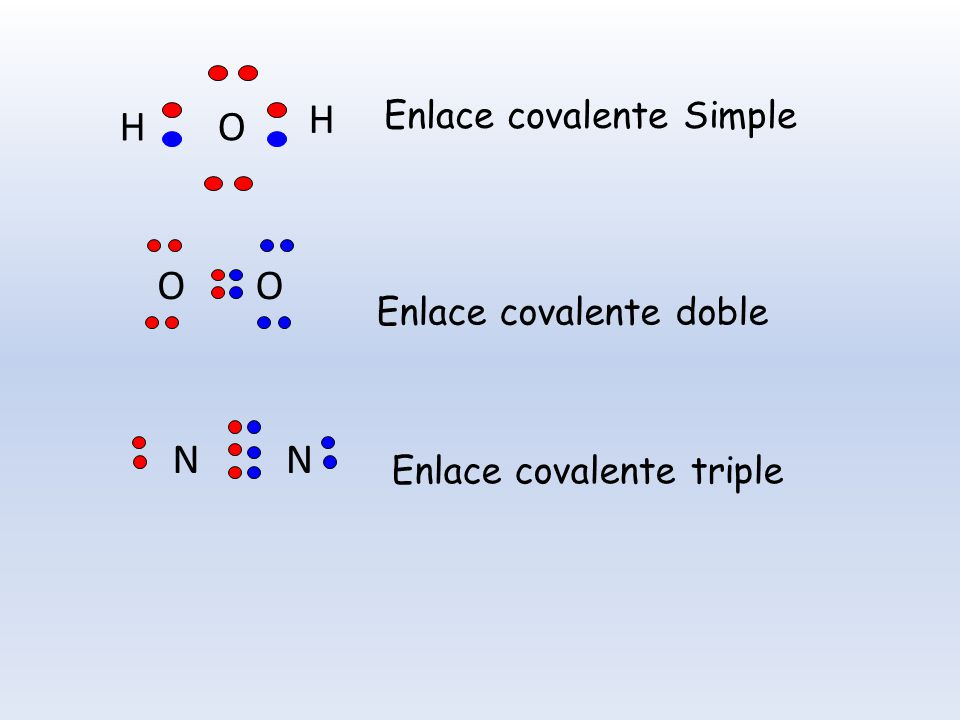 H O H Enlace covalente Simple
O O
Enlace covalente doble
N N Enlace covalente triple